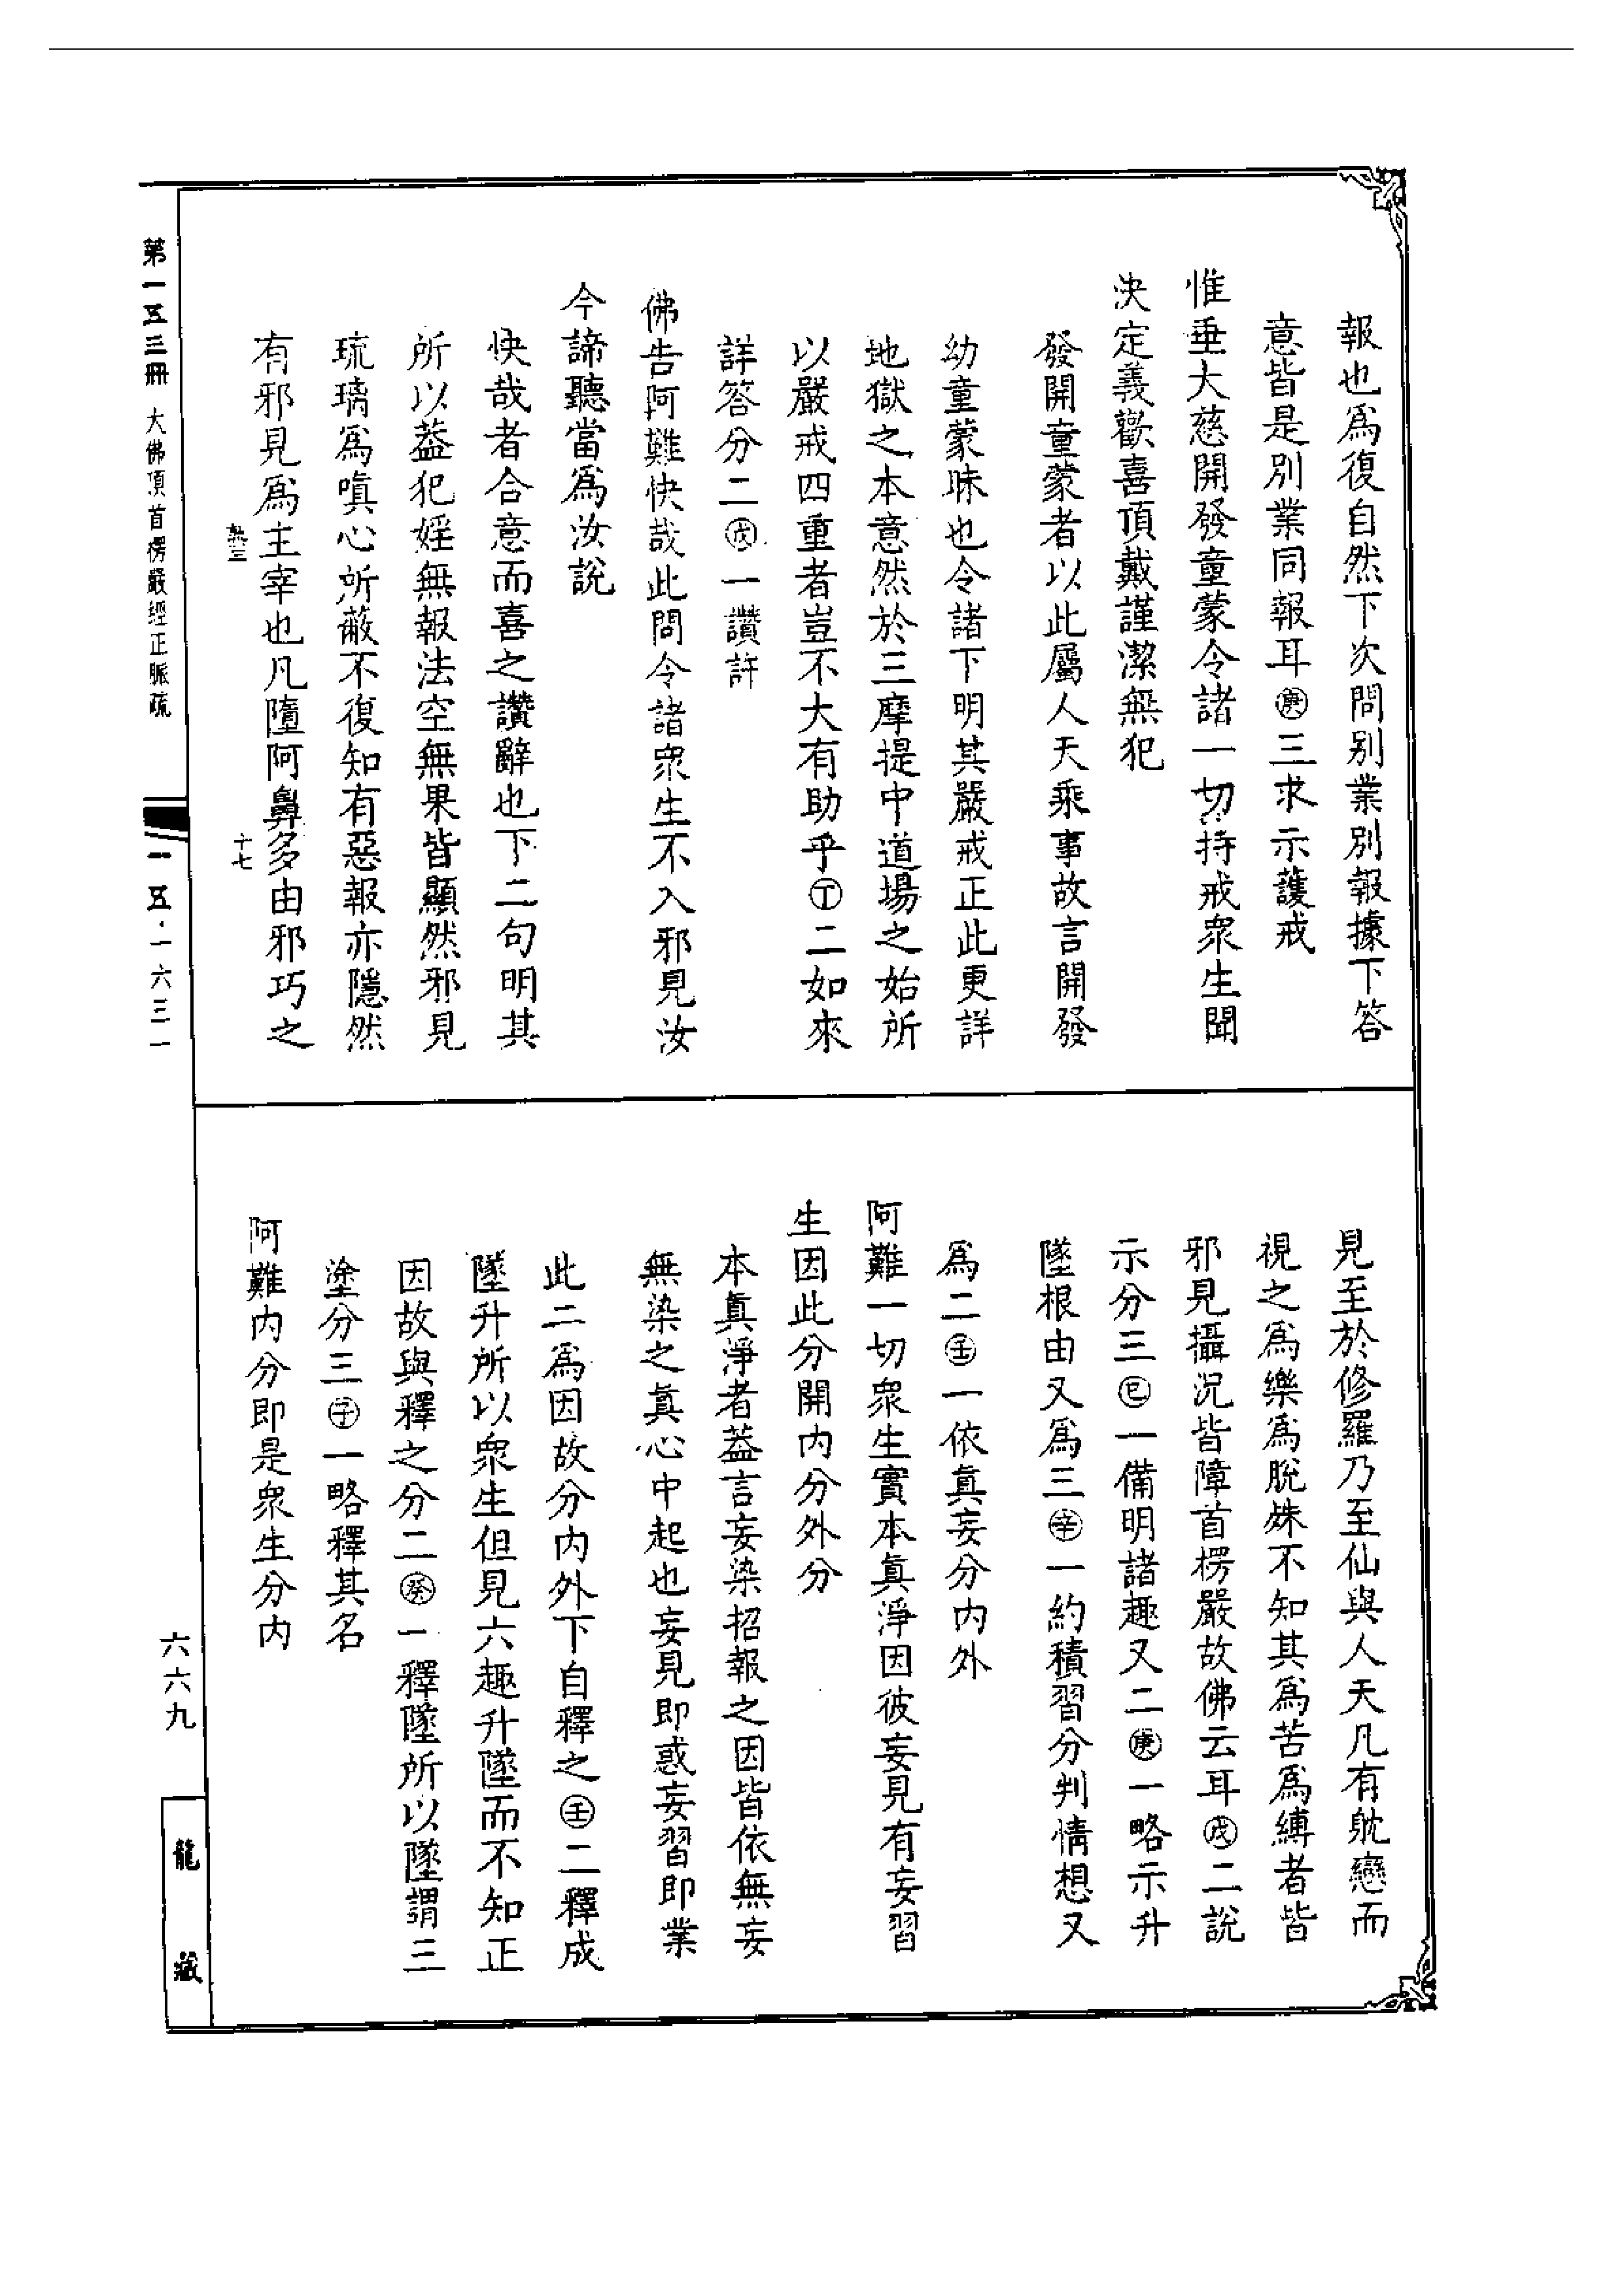 報也爲復自然下次問別業別報據下答
意皆是別業同報耳㊎三求示護戒
惟垂大慈開發童蒙令諸一切持戒衆生聞
決定義歡喜頂戴謹潔無犯
發開童蒙者以此屬人天乘事故言開發
幼童蒙昧也令諸下明其嚴戒正此更詳
地獄之本意然於三摩提中道場之始所
以嚴戒四重者豈不大有助乎丁二如來
詳答分二戊一讚許
佛告阿難快哉此問令諸衆生不入邪見汝
今諦聽當爲汝說
快哉者合意而喜之讚辭也下二句明其
所以葢犯婬無報法空無果皆顯然邪見
琉璃爲嗔心所蔽不復知有惡報亦隱然
有邪見爲主宰也凡墮阿鼻多由邪巧之
見至於修羅乃至仙與人天凡有躭戀而
視之爲樂爲脫殊不知其爲苦爲縛者皆
邪見攝況皆障首楞嚴故佛云耳戊二說
示分三己一備明諸趣又二庚一略示升
墜根由又爲三辛一約積習分判情想又
爲二壬一依眞妄分内外
阿難一切衆生實本眞淨因彼妄見有妄習
生因此分開内分外分
本眞淨者葢言妄染招報之因皆依無妄
無染之眞心中起也妄見即惑妄習即業
此二爲因故分内外下自釋之壬二釋成
墜升所以衆生但見六趣升墜而不知正
因故與釋之分二癸一釋墜所以墜謂三
塗分三子一略釋其名
阿難内分即是衆生分内
第一五三冊 大佛頂首楞嚴經正脈疏
十七
一一五·一六三一
六六九
龍藏